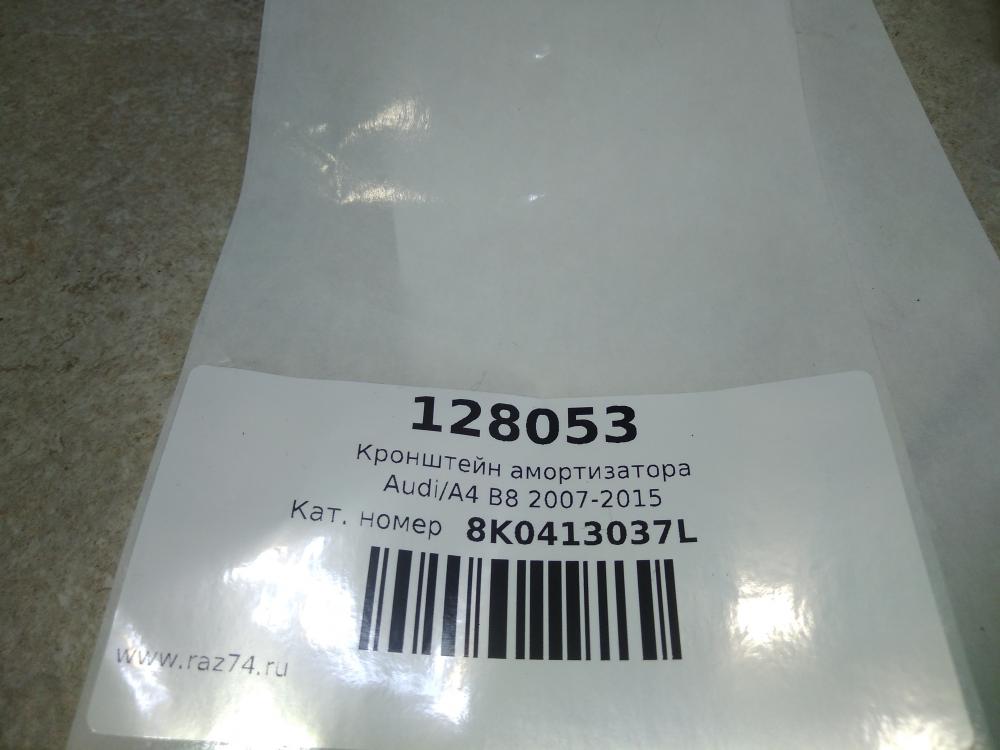 128053
Кронштейн амортизатора
Audi/A4 B8 2007-2015
Кат. номер 8K0413037L
www.raz74.ru